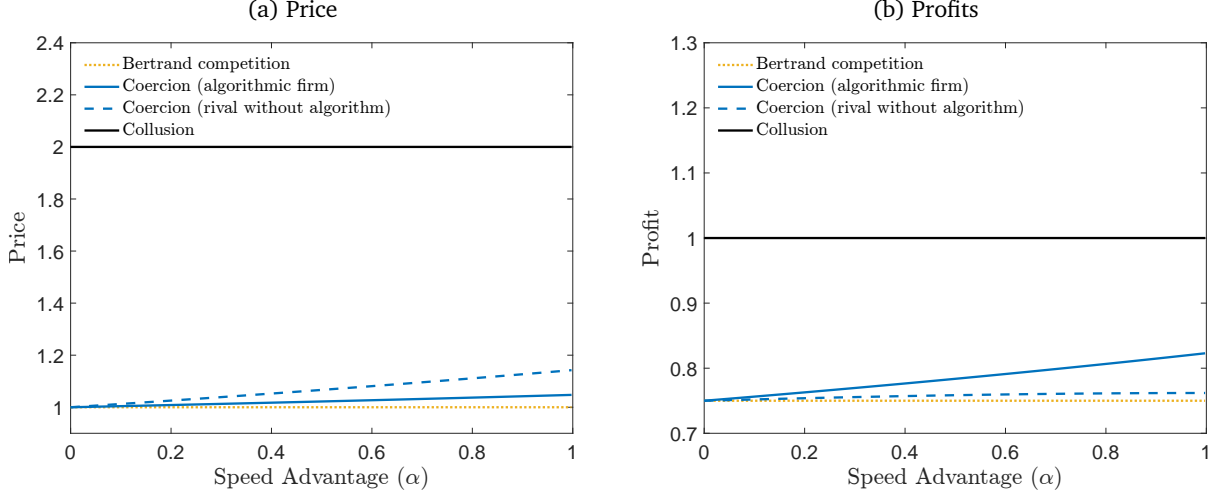 (a) Price
2.4
2.2
2
1.8
1.6
1.4
1.2
1
Price
Bertrand competition
Coercion (algorithmic firm)
Coercion (rival without algorithm)
Collusion
0 0.2 0.4 0.6 0.8 1
Speed Advantage (α)
(b) Profits
1.3
1.2
1.1
1
0.9
0.8
0.7
Profit
Bertrand competition
Coercion (algorithmic firm)
Coercion (rival without algorithm)
Collusion
0 0.2 0.4 0.6 0.8 1
Speed Advantage (α)